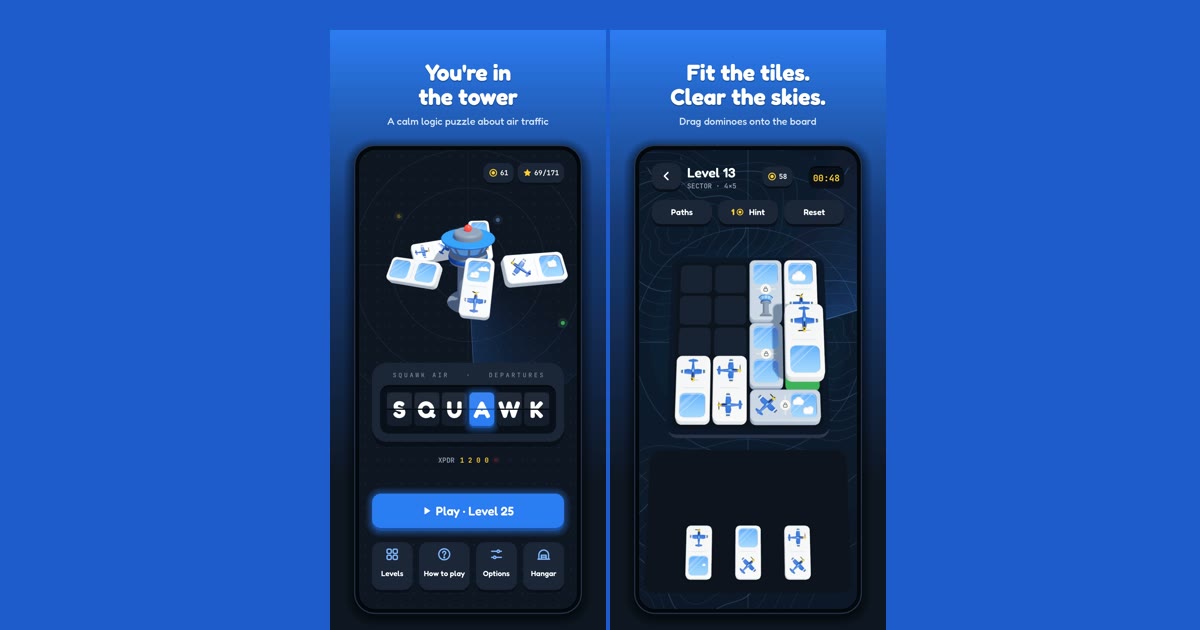 You're in
the tower
A calm logic puzzle about air traffic
61
69/171
SQUAWK AIR · DEPARTURES
SQUAWK
XPDR 1200
Play · Level 25
Levels
How to play
Options
Hangar
Fit the tiles.
Clear the skies.
Drag dominoes onto the board
Level 13
SECTOR · 4×5
58
00:48
Paths
1 Hint
Reset